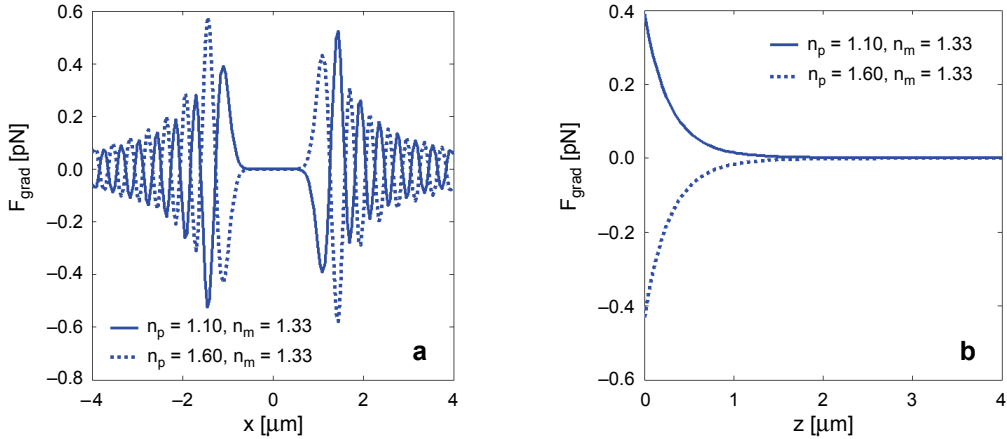 F_grad [pN]
0.6
0.4
0.2
0.0
–0.2
–0.4
–0.6
–0.8
n_p = 1.10, n_m = 1.33
n_p = 1.60, n_m = 1.33
a
–4
–2
0
2
4
x [μm]
F_grad [pN]
0.4
0.2
0.0
–0.2
–0.4
–0.6
n_p = 1.10, n_m = 1.33
n_p = 1.60, n_m = 1.33
b
0
1
2
3
4
z [μm]